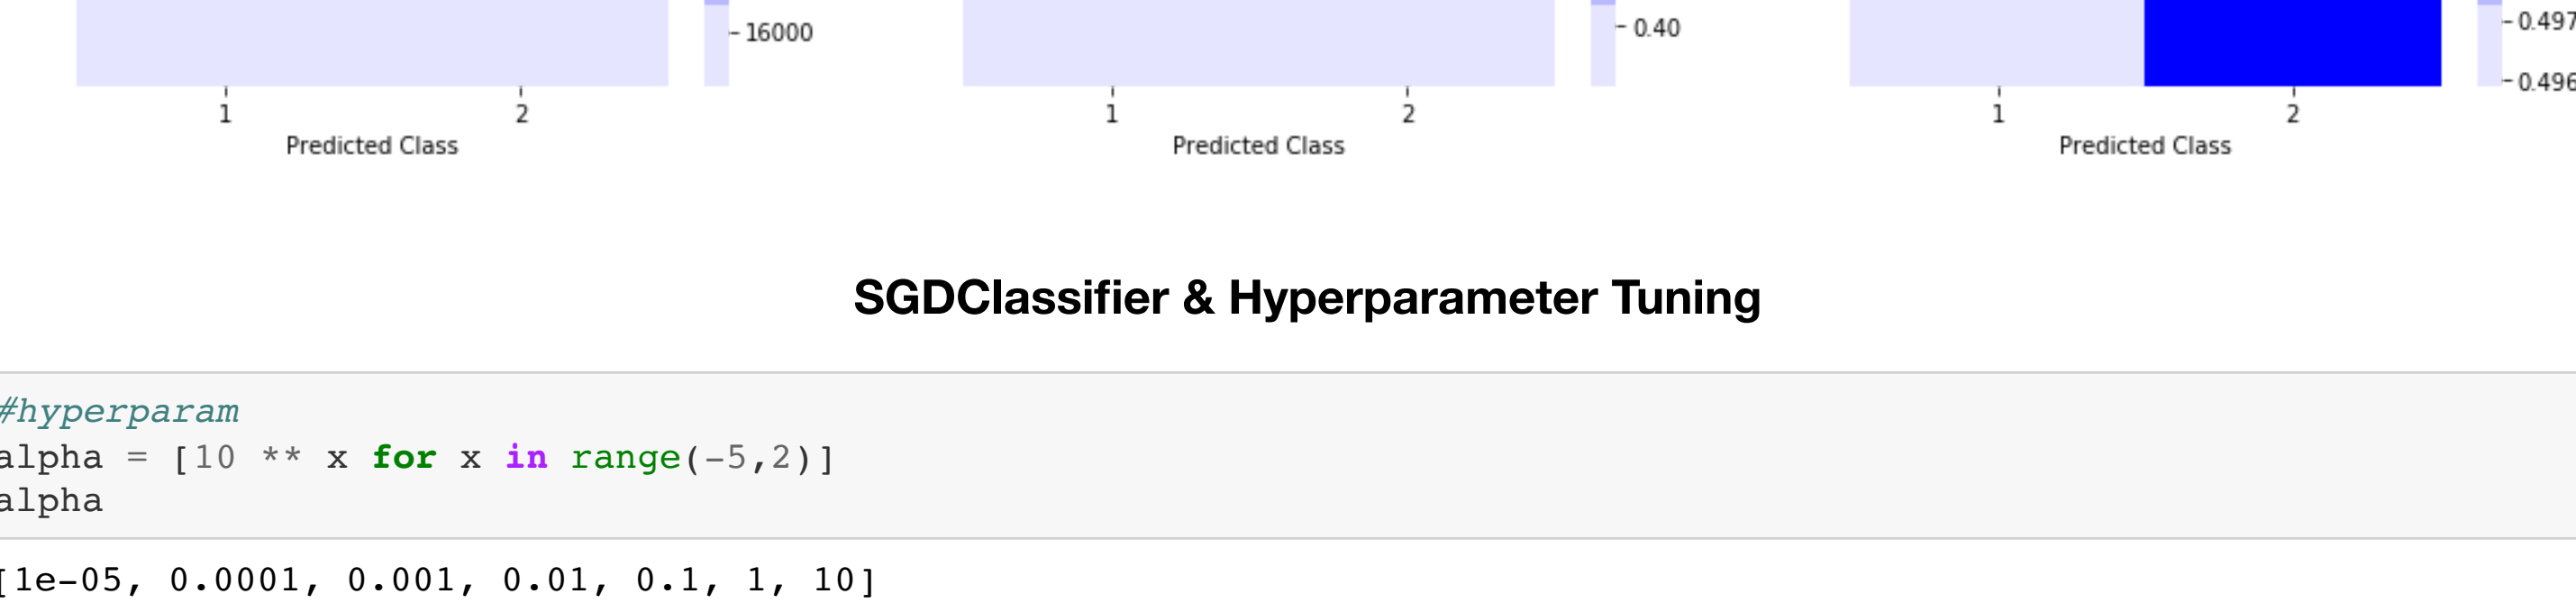 16000 0.40 0.497
0.496
1 2 1 2 1 2
Predicted Class Predicted Class Predicted Class
SGDClassifier & Hyperparameter Tuning
#hyperparam
alpha = [10 ** x for x in range(-5,2)]
alpha
[1e-05, 0.0001, 0.001, 0.01, 0.1, 1, 10]